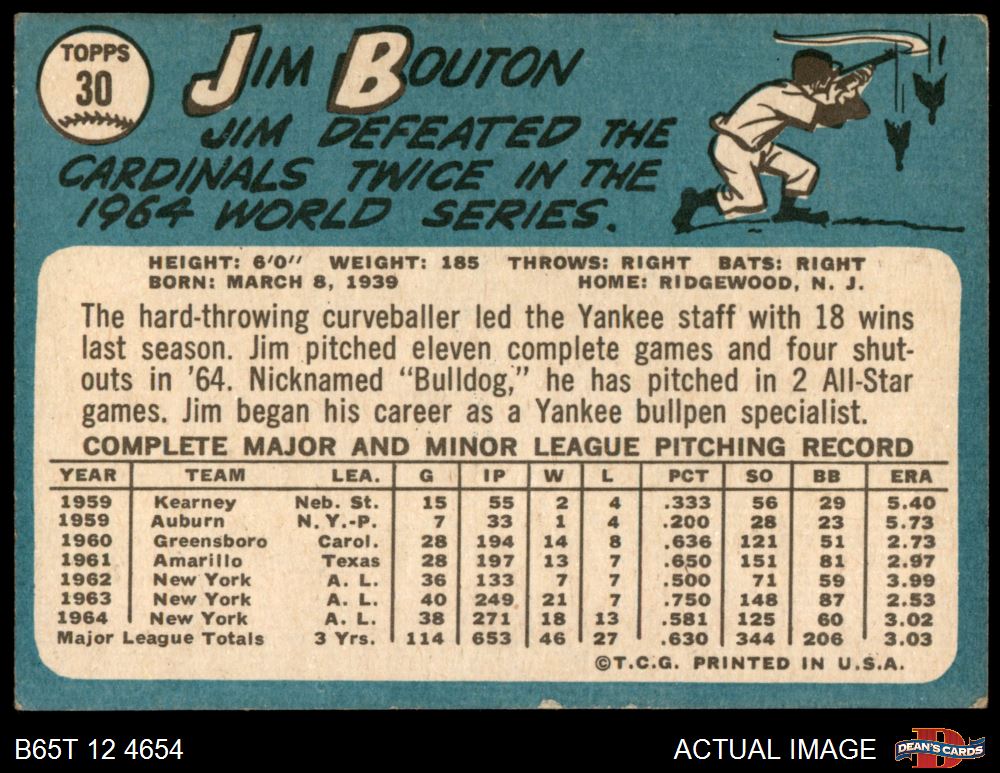 TOPPS
30
JIM BOUTON
JIM DEFEATED THE
CARDINALS TWICE IN THE
1964 WORLD SERIES.
HEIGHT: 6'0" WEIGHT: 185 THROWS: RIGHT BATS: RIGHT
BORN: MARCH 8, 1939 HOME: RIDGEWOOD, N. J.
The hard-throwing curveballer led the Yankee staff with 18 wins
last season. Jim pitched eleven complete games and four shut-
outs in '64. Nicknamed "Bulldog," he has pitched in 2 All-Star
games. Jim began his career as a Yankee bullpen specialist.
COMPLETE MAJOR AND MINOR LEAGUE PITCHING RECORD
YEAR TEAM LEA. G IP W L PCT SO BB ERA
1959 Kearney Neb. St. 15 55 2 4 .333 56 29 5.40
1959 Auburn N.Y.-P. 7 33 1 4 .200 28 23 5.73
1960 Greensboro Carol. 28 194 14 8 .636 121 51 2.73
1961 Amarillo Texas 28 197 13 7 .650 151 81 2.97
1962 New York A. L. 36 133 7 7 .500 71 59 3.99
1963 New York A. L. 40 249 21 7 .750 148 87 2.53
1964 New York A. L. 38 271 18 13 .581 125 60 3.02
Major League Totals 3 Yrs. 114 653 46 27 .630 344 206 3.03
©T.C.G. PRINTED IN U.S.A.
B65T 12 4654 ACTUAL IMAGE D DEAN'S CARDS